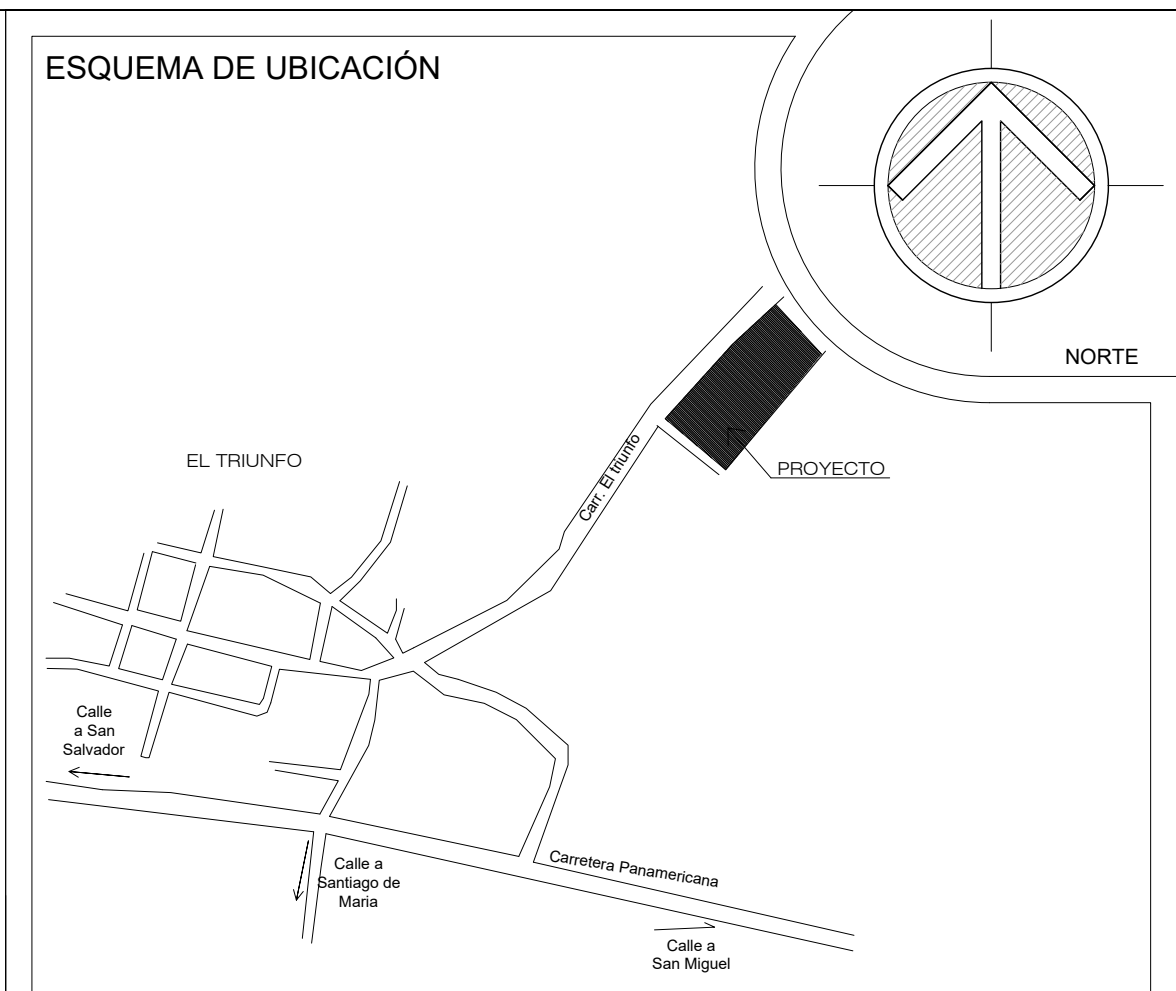 ESQUEMA DE UBICACIÓN
NORTE
EL TRIUNFO
Carr. El triunfo
PROYECTO
Calle
a San
Salvador
Calle a
Santiago de
Maria
Carretera Panamericana
Calle a
San Miguel